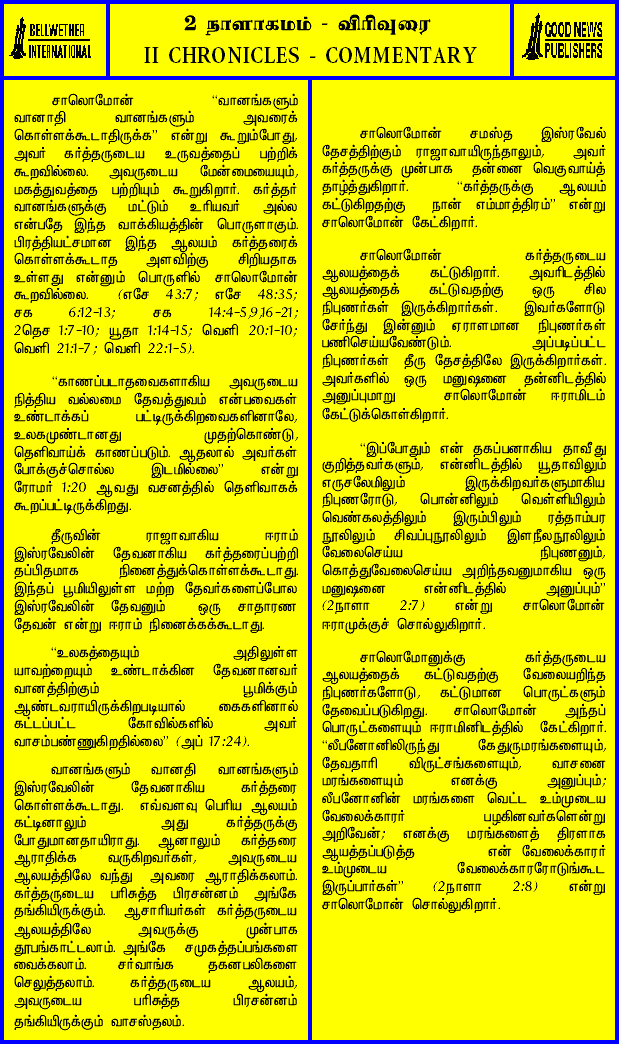 BELLWETHER
INTERNATIONAL
2 நாளாகமம் - விரிவுரை
II CHRONICLES - COMMENTARY
GOOD NEWS
PUBLISHERS
சாலொமோன் “வானங்களும்
வானாதி வானங்களும் அவரைக்
கொள்ளக்கூடாதிருக்க” என்று கூறும்போது,
அவர் கர்த்தருடைய உருவத்தைப் பற்றிக்
கூறவில்லை. அவருடைய மேன்மையையும்,
மகத்துவத்தை பற்றியும் கூறுகிறார். கர்த்தர்
வானங்களுக்கு மட்டும் உரியவர் அல்ல
என்பதே இந்த வாக்கியத்தின் பொருளாகும்.
பிரத்தியட்சமான இந்த ஆலயம் கர்த்தரைக்
கொள்ளக்கூடாத அளவிற்கு சிறியதாக
உள்ளது என்னும் பொருளில் சாலொமோன்
கூறவில்லை. (எசே 43:7; எசே 48:35;
சக 6:12-13; சக 14:4-5,9,16-21;
2தெச 1:7-10; யூதா 1:14-15; வெளி 20:1-10;
வெளி 21:1-7 ; வெளி 22:1-5).
“காணப்படாதவைகளாகிய அவருடைய
நித்திய வல்லமை தேவத்துவம் என்பவைகள்
உண்டாக்கப் பட்டிருக்கிறவைகளினாலே,
உலகமுண்டானது முதற்கொண்டு,
தெளிவாய்க் காணப்படும். ஆதலால் அவர்கள்
போக்குச்சொல்ல இடமில்லை” என்று
ரோமர் 1:20 ஆவது வசனத்தில் தெளிவாகக்
கூறப்பட்டிருக்கிறது.
தீருவின் ராஜாவாகிய ஈராம்
இஸ்ரவேலின் தேவனாகிய கர்த்தரைப்பற்றி
தப்பிதமாக நினைத்துக்கொள்ளக்கூடாது.
இந்தப் பூமியிலுள்ள மற்ற தேவர்களைப்போல
இஸ்ரவேலின் தேவனும் ஒரு சாதாரண
தேவன் என்று ஈராம் நினைக்கக்கூடாது.
“உலகத்தையும் அதிலுள்ள
யாவற்றையும் உண்டாக்கின தேவனானவர்
வானத்திற்கும் பூமிக்கும்
ஆண்டவராயிருக்கிறபடியால் கைகளினால்
கட்டப்பட்ட கோவில்களில் அவர்
வாசம்பண்ணுகிறதில்லை” (அப் 17:24).
வானங்களும் வானதி வானங்களும்
இஸ்ரவேலின் தேவனாகிய கர்த்தரை
கொள்ளக்கூடாது. எவ்வளவு பெரிய ஆலயம்
கட்டினாலும் அது கர்த்தருக்கு
போதுமானதாயிராது. ஆனாலும் கர்த்தரை
ஆராதிக்க வருகிறவர்கள், அவருடைய
ஆலயத்திலே வந்து அவரை ஆராதிக்கலாம்.
கர்த்தருடைய பரிசுத்த பிரசன்னம் அங்கே
தங்கியிருக்கும். ஆசாரியர்கள் கர்த்தருடைய
ஆலயத்திலே அவருக்கு முன்பாக
தூபங்காட்டலாம். அங்கே சமுகத்தப்பங்களை
வைக்கலாம். சர்வாங்க தகனபலிகளை
செலுத்தலாம். கர்த்தருடைய ஆலயம்,
அவருடைய பரிசுத்த பிரசன்னம்
தங்கியிருக்கும் வாசஸ்தலம்.
சாலொமோன் சமஸ்த இஸ்ரவேல்
தேசத்திற்கும் ராஜாவாயிருந்தாலும், அவர்
கர்த்தருக்கு முன்பாக தன்னை வெகுவாய்த்
தாழ்த்துகிறார். “கர்த்தருக்கு ஆலயம்
கட்டுகிறதற்கு நான் எம்மாத்திரம்” என்று
சாலொமோன் கேட்கிறார்.
சாலொமோன் கர்த்தருடைய
ஆலயத்தைக் கட்டுகிறார். அவரிடத்தில்
ஆலயத்தைக் கட்டுவதற்கு ஒரு சில
நிபுணர்கள் இருக்கிறார்கள். இவர்களோடு
சேர்ந்து இன்னும் ஏராளமான நிபுணர்கள்
பணிசெய்யவேண்டும். அப்படிப்பட்ட
நிபுணர்கள் தீரு தேசத்திலே இருக்கிறார்கள்.
அவர்களில் ஒரு மனுஷனை தன்னிடத்தில்
அனுப்புமாறு சாலொமோன் ஈராமிடம்
கேட்டுக்கொள்கிறார்.
“இப்போதும் என் தகப்பனாகிய தாவீது
குறித்தவர்களும், என்னிடத்தில் யூதாவிலும்
எருசலேமிலும் இருக்கிறவர்களுமாகிய
நிபுணரோடு, பொன்னிலும் வெள்ளியிலும்
வெண்கலத்திலும் இரும்பிலும் ரத்தாம்பர
நூலிலும் சிவப்புநூலிலும் இளநீலநூலிலும்
வேலைசெய்ய நிபுணனும்,
கொத்துவேலைசெய்ய அறிந்தவனுமாகிய ஒரு
மனுஷனை என்னிடத்தில் அனுப்பும்”
(2நாளா 2:7) என்று சாலொமோன்
ஈராமுக்குச் சொல்லுகிறார்.
சாலொமோனுக்கு கர்த்தருடைய
ஆலயத்தைக் கட்டுவதற்கு வேலையறிந்த
நிபுணர்களோடு, கட்டுமான பொருட்களும்
தேவைப்படுகிறது. சாலொமோன் அந்தப்
பொருட்களையும் ஈராமினிடத்தில் கேட்கிறார்.
“லீபனோனிலிருந்து கேதுருமரங்களையும்,
தேவதாரி விருட்சங்களையும், வாசனை
மரங்களையும் எனக்கு அனுப்பும்;
லீபனோனின் மரங்களை வெட்ட உம்முடைய
வேலைக்காரர் பழகினவர்களென்று
அறிவேன்; எனக்கு மரங்களைத் திரளாக
ஆயத்தப்படுத்த என் வேலைக்காரர்
உம்முடைய வேலைக்காரரோடுங்கூட
இருப்பார்கள்” (2நாளா 2:8) என்று
சாலொமோன் சொல்லுகிறார்.